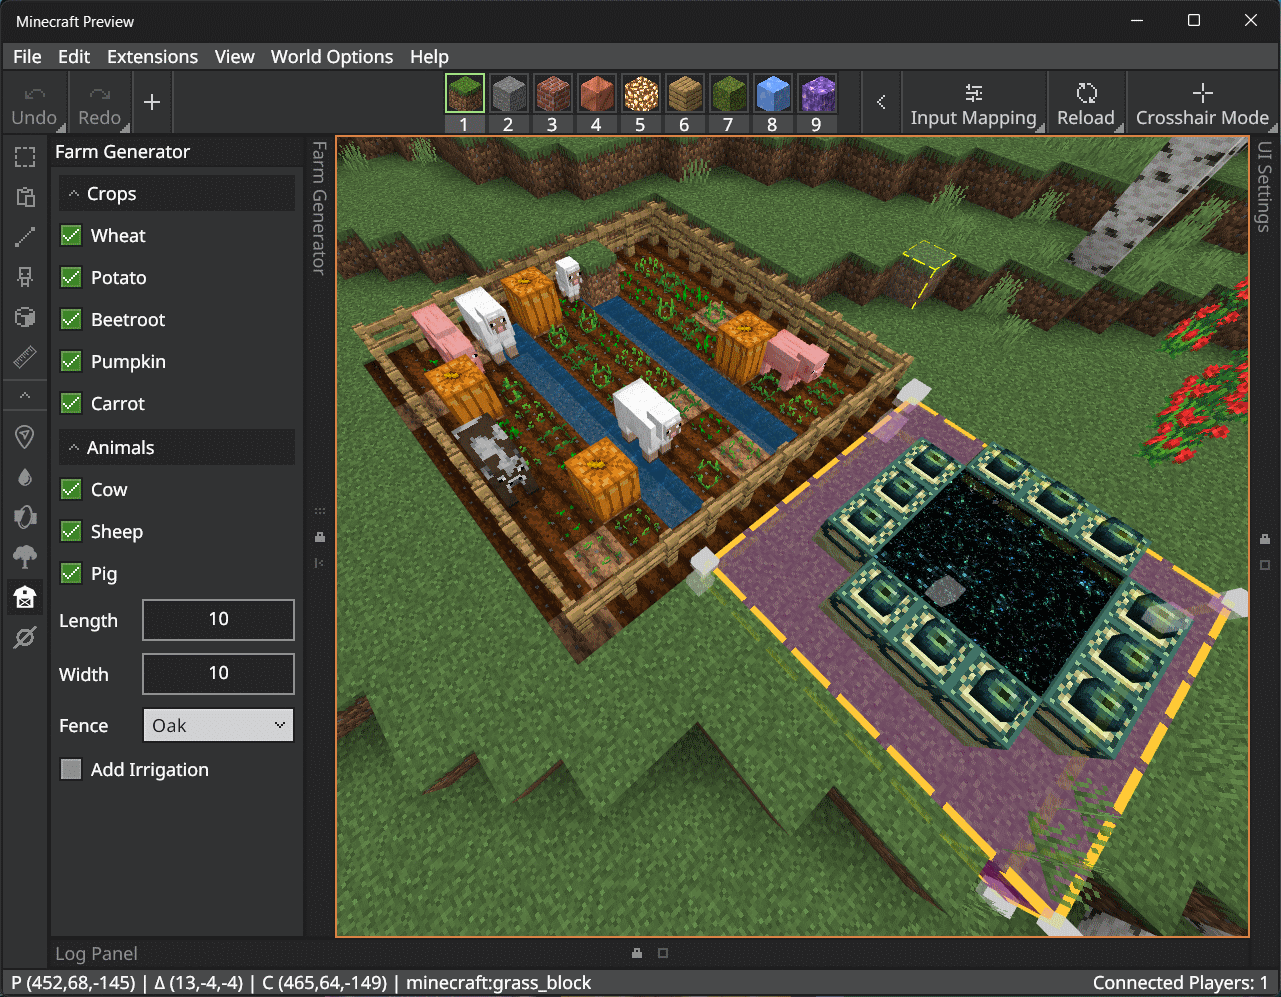 Minecraft Preview
File Edit Extensions View World Options Help
Undo Redo
1 2 3 4 5 6 7 8 9
Input Mapping Reload Crosshair Mode
Farm Generator
Farm Generator
UI Settings
Crops
Wheat
Potato
Beetroot
Pumpkin
Carrot
Animals
Cow
Sheep
Pig
Length 10
Width 10
Fence Oak
Add Irrigation
Log Panel
P (452,68,-145) | Δ (13,-4,-4) | C (465,64,-149) | minecraft:grass_block
Connected Players: 1